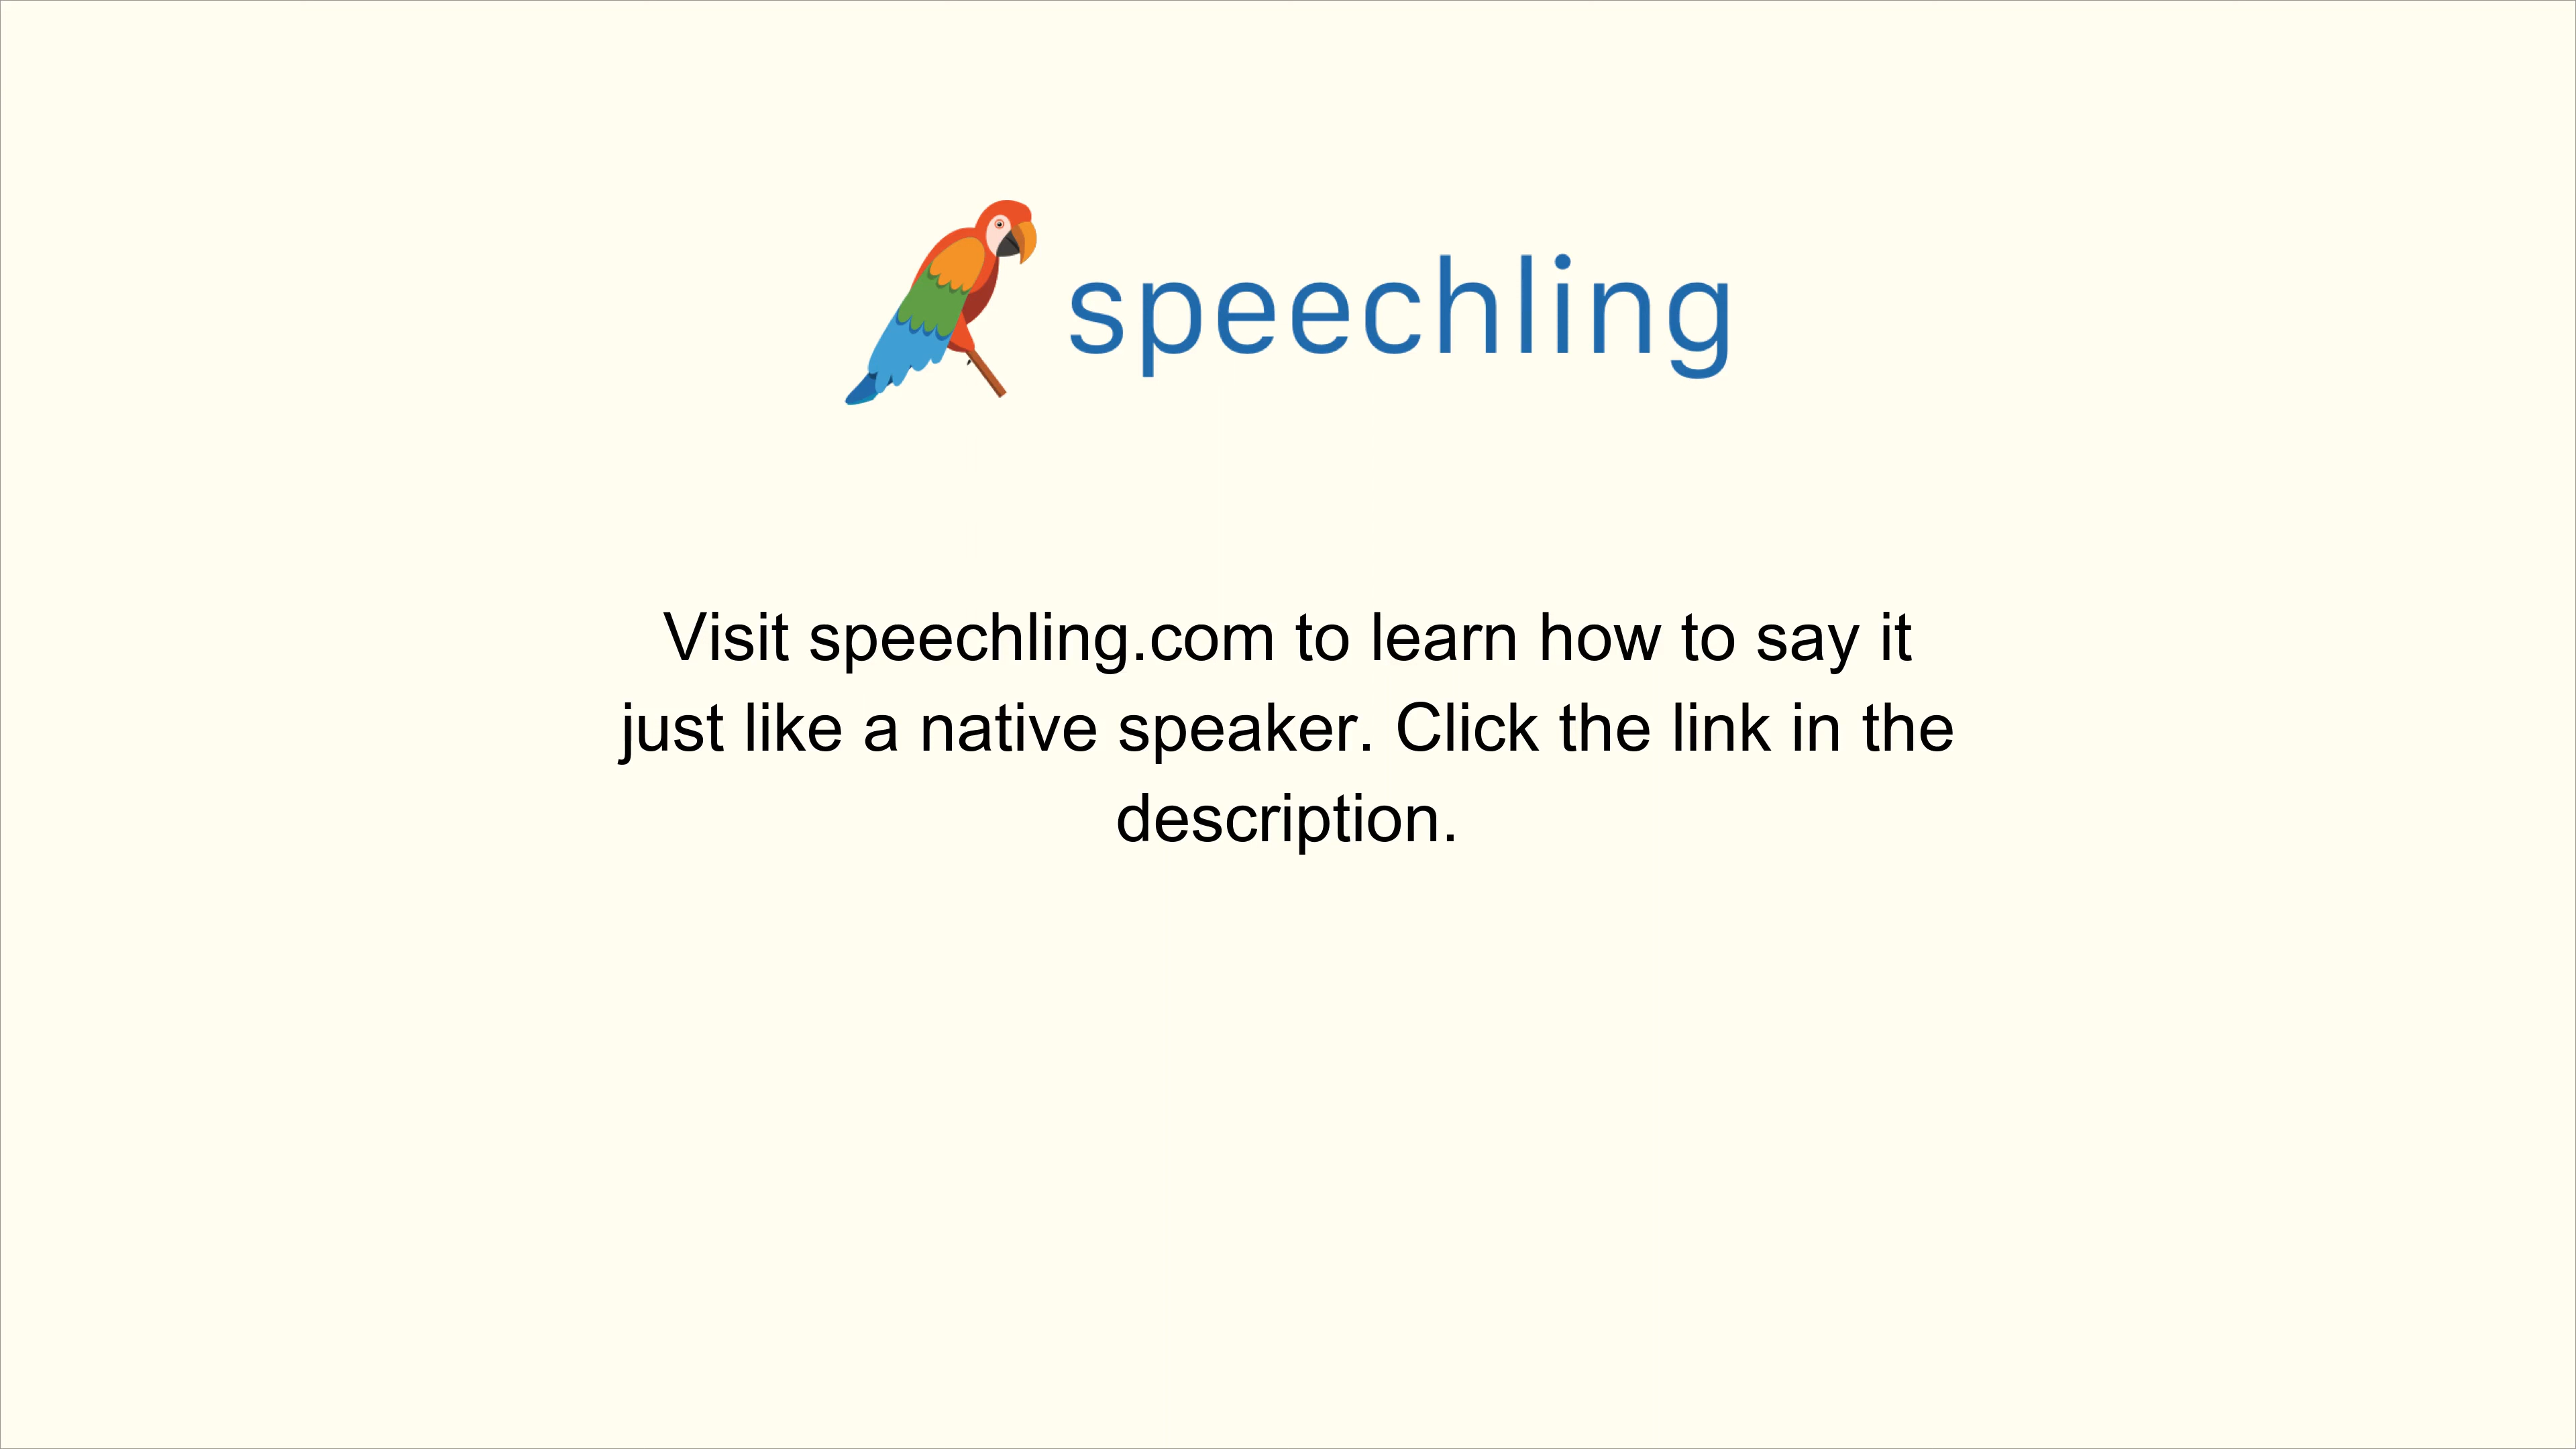 speechling
Visit speechling.com to learn how to say it
just like a native speaker. Click the link in the
description.